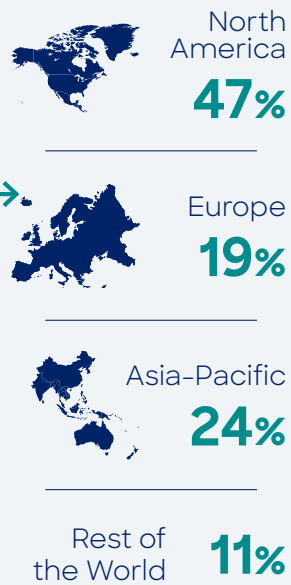 North
America
47%
Europe
19%
Asia-Pacific
24%
Rest of
the World
11%